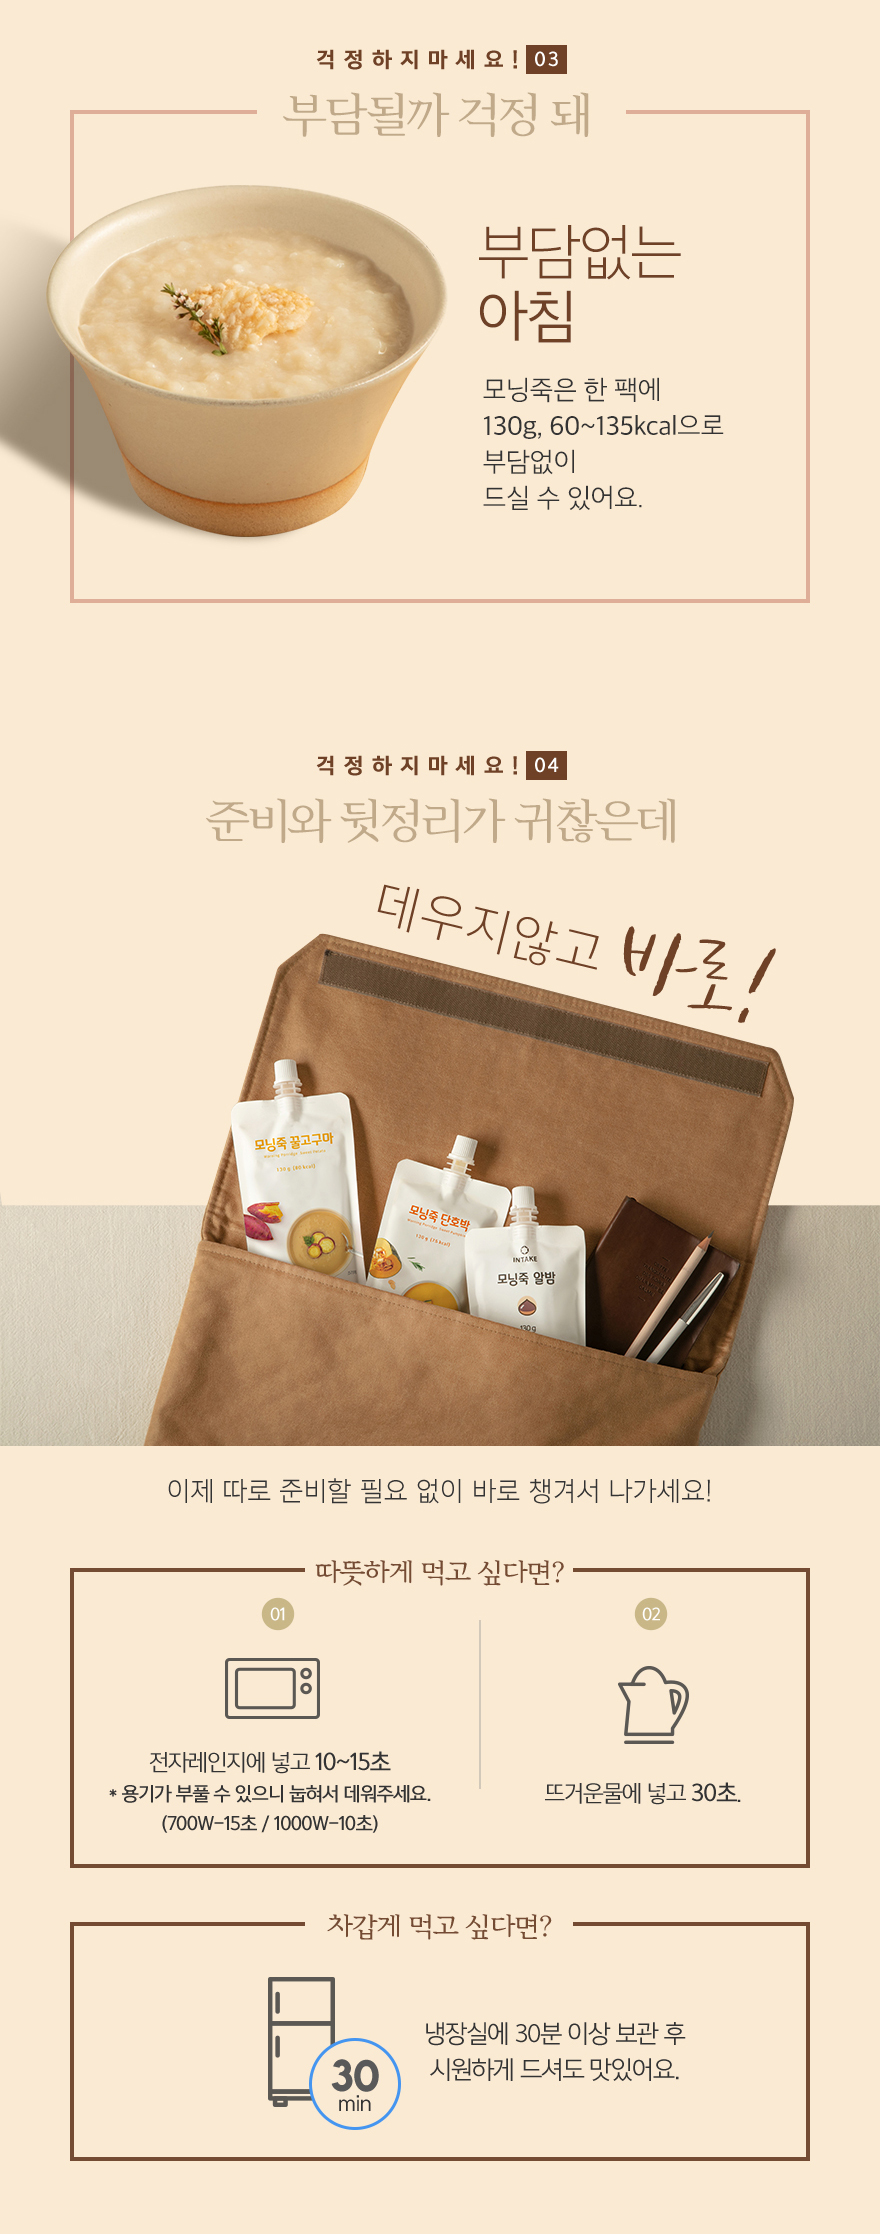 걱정하지마세요! 03
부담될까 걱정 돼
부담없는
아침
모닝죽은 한 팩에
130g, 60~135kcal으로
부담없이
드실 수 있어요.
걱정하지마세요! 04
준비와 뒷정리가 귀찮은데
데우지않고 바로!
모닝죽 꿀고구마
130 g (80 kcal)
모닝죽 단호박
130 g (75 kcal)
INTAKE
모닝죽 알밤
130 g
이제 따로 준비할 필요 없이 바로 챙겨서 나가세요!
따뜻하게 먹고 싶다면?
01
전자레인지에 넣고 10~15초
* 용기가 부풀 수 있으니 눕혀서 데워주세요.
(700W-15초 / 1000W-10초)
02
뜨거운물에 넣고 30초.
차갑게 먹고 싶다면?
30
min
냉장실에 30분 이상 보관 후
시원하게 드셔도 맛있어요.